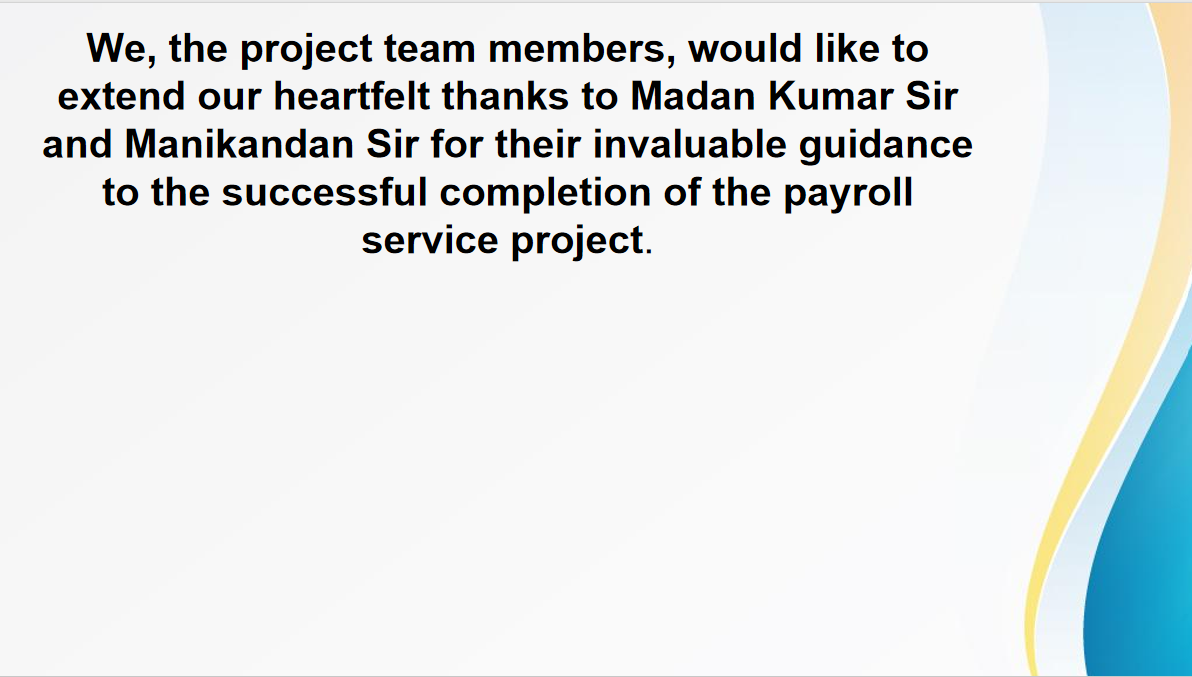 We, the project team members, would like to
extend our heartfelt thanks to Madan Kumar Sir
and Manikandan Sir for their invaluable guidance
to the successful completion of the payroll
service project.